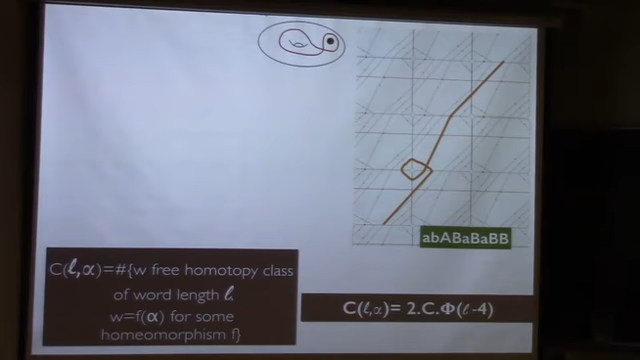 abABaBaBB
C(ℓ,α)=#{w free homotopy class
of word length ℓ.
w=f(α) for some
homeomorphism f}
C(ℓ,α)= 2.C.Φ(ℓ-4)